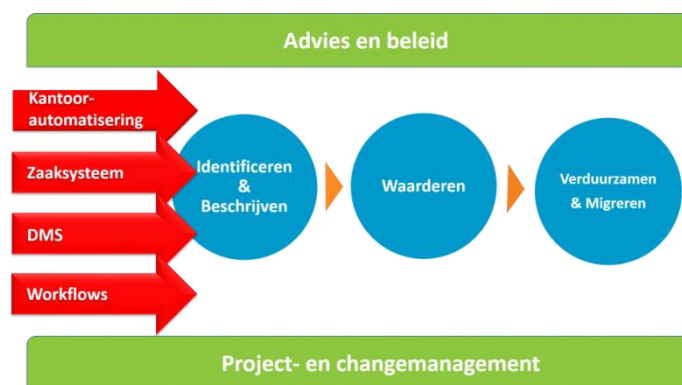 Advies en beleid
Kantoor-
automatisering
Zaaksysteem
DMS
Workflows
Identificeren
&
Beschrijven
Waarderen
Verduurzamen
& Migreren
Project- en changemanagement